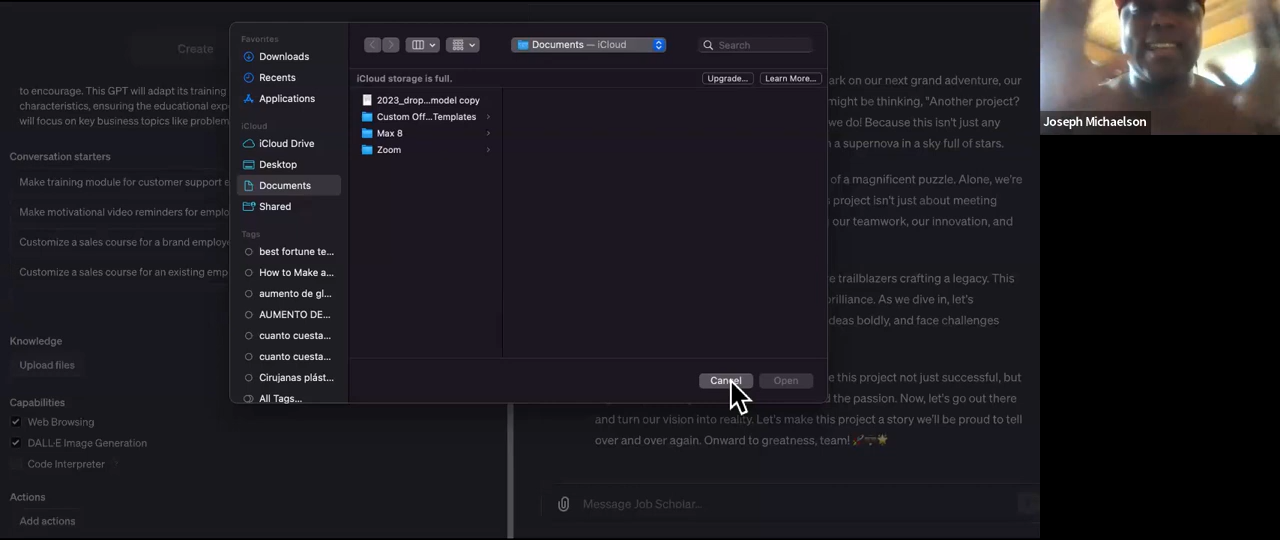 Create
to encourage. This GPT will adapt its training
characteristics, ensuring the educational expe
will focus on key business topics like problem
Conversation starters
Make training module for customer support e
Make motivational video reminders for emplo
Customize a sales course for a brand employe
Customize a sales course for an existing emp
Knowledge
Upload files
Capabilities
Web Browsing
DALL·E Image Generation
Code Interpreter ?
Actions
Add actions
Favorites
Downloads
Recents
Applications
iCloud
iCloud Drive
Desktop
Documents
Shared
Tags
best fortune te...
How to Make a...
aumento de gl...
AUMENTO DE...
cuanto cuesta...
cuanto cuesta...
Cirujanas plást...
All Tags...
Documents — iCloud
Search
iCloud storage is full.
Upgrade...
Learn More...
2023_drop...model copy
Custom Off...Templates
Max 8
Zoom
Cancel
Open
ark on our next grand adventure, our
might be thinking, "Another project?
we do! Because this isn't just any
n a supernova in a sky full of stars.
of a magnificent puzzle. Alone, we're
s project isn't just about meeting
our teamwork, our innovation, and
e trailblazers crafting a legacy. This
brilliance. As we dive in, let's
deas boldly, and face challenges
e this project not just successful, but
d the passion. Now, let's go out there
and turn our vision into reality. Let's make this project a story we'll be proud to tell
over and over again. Onward to greatness, team!
Message Job Scholar...
Joseph Michaelson